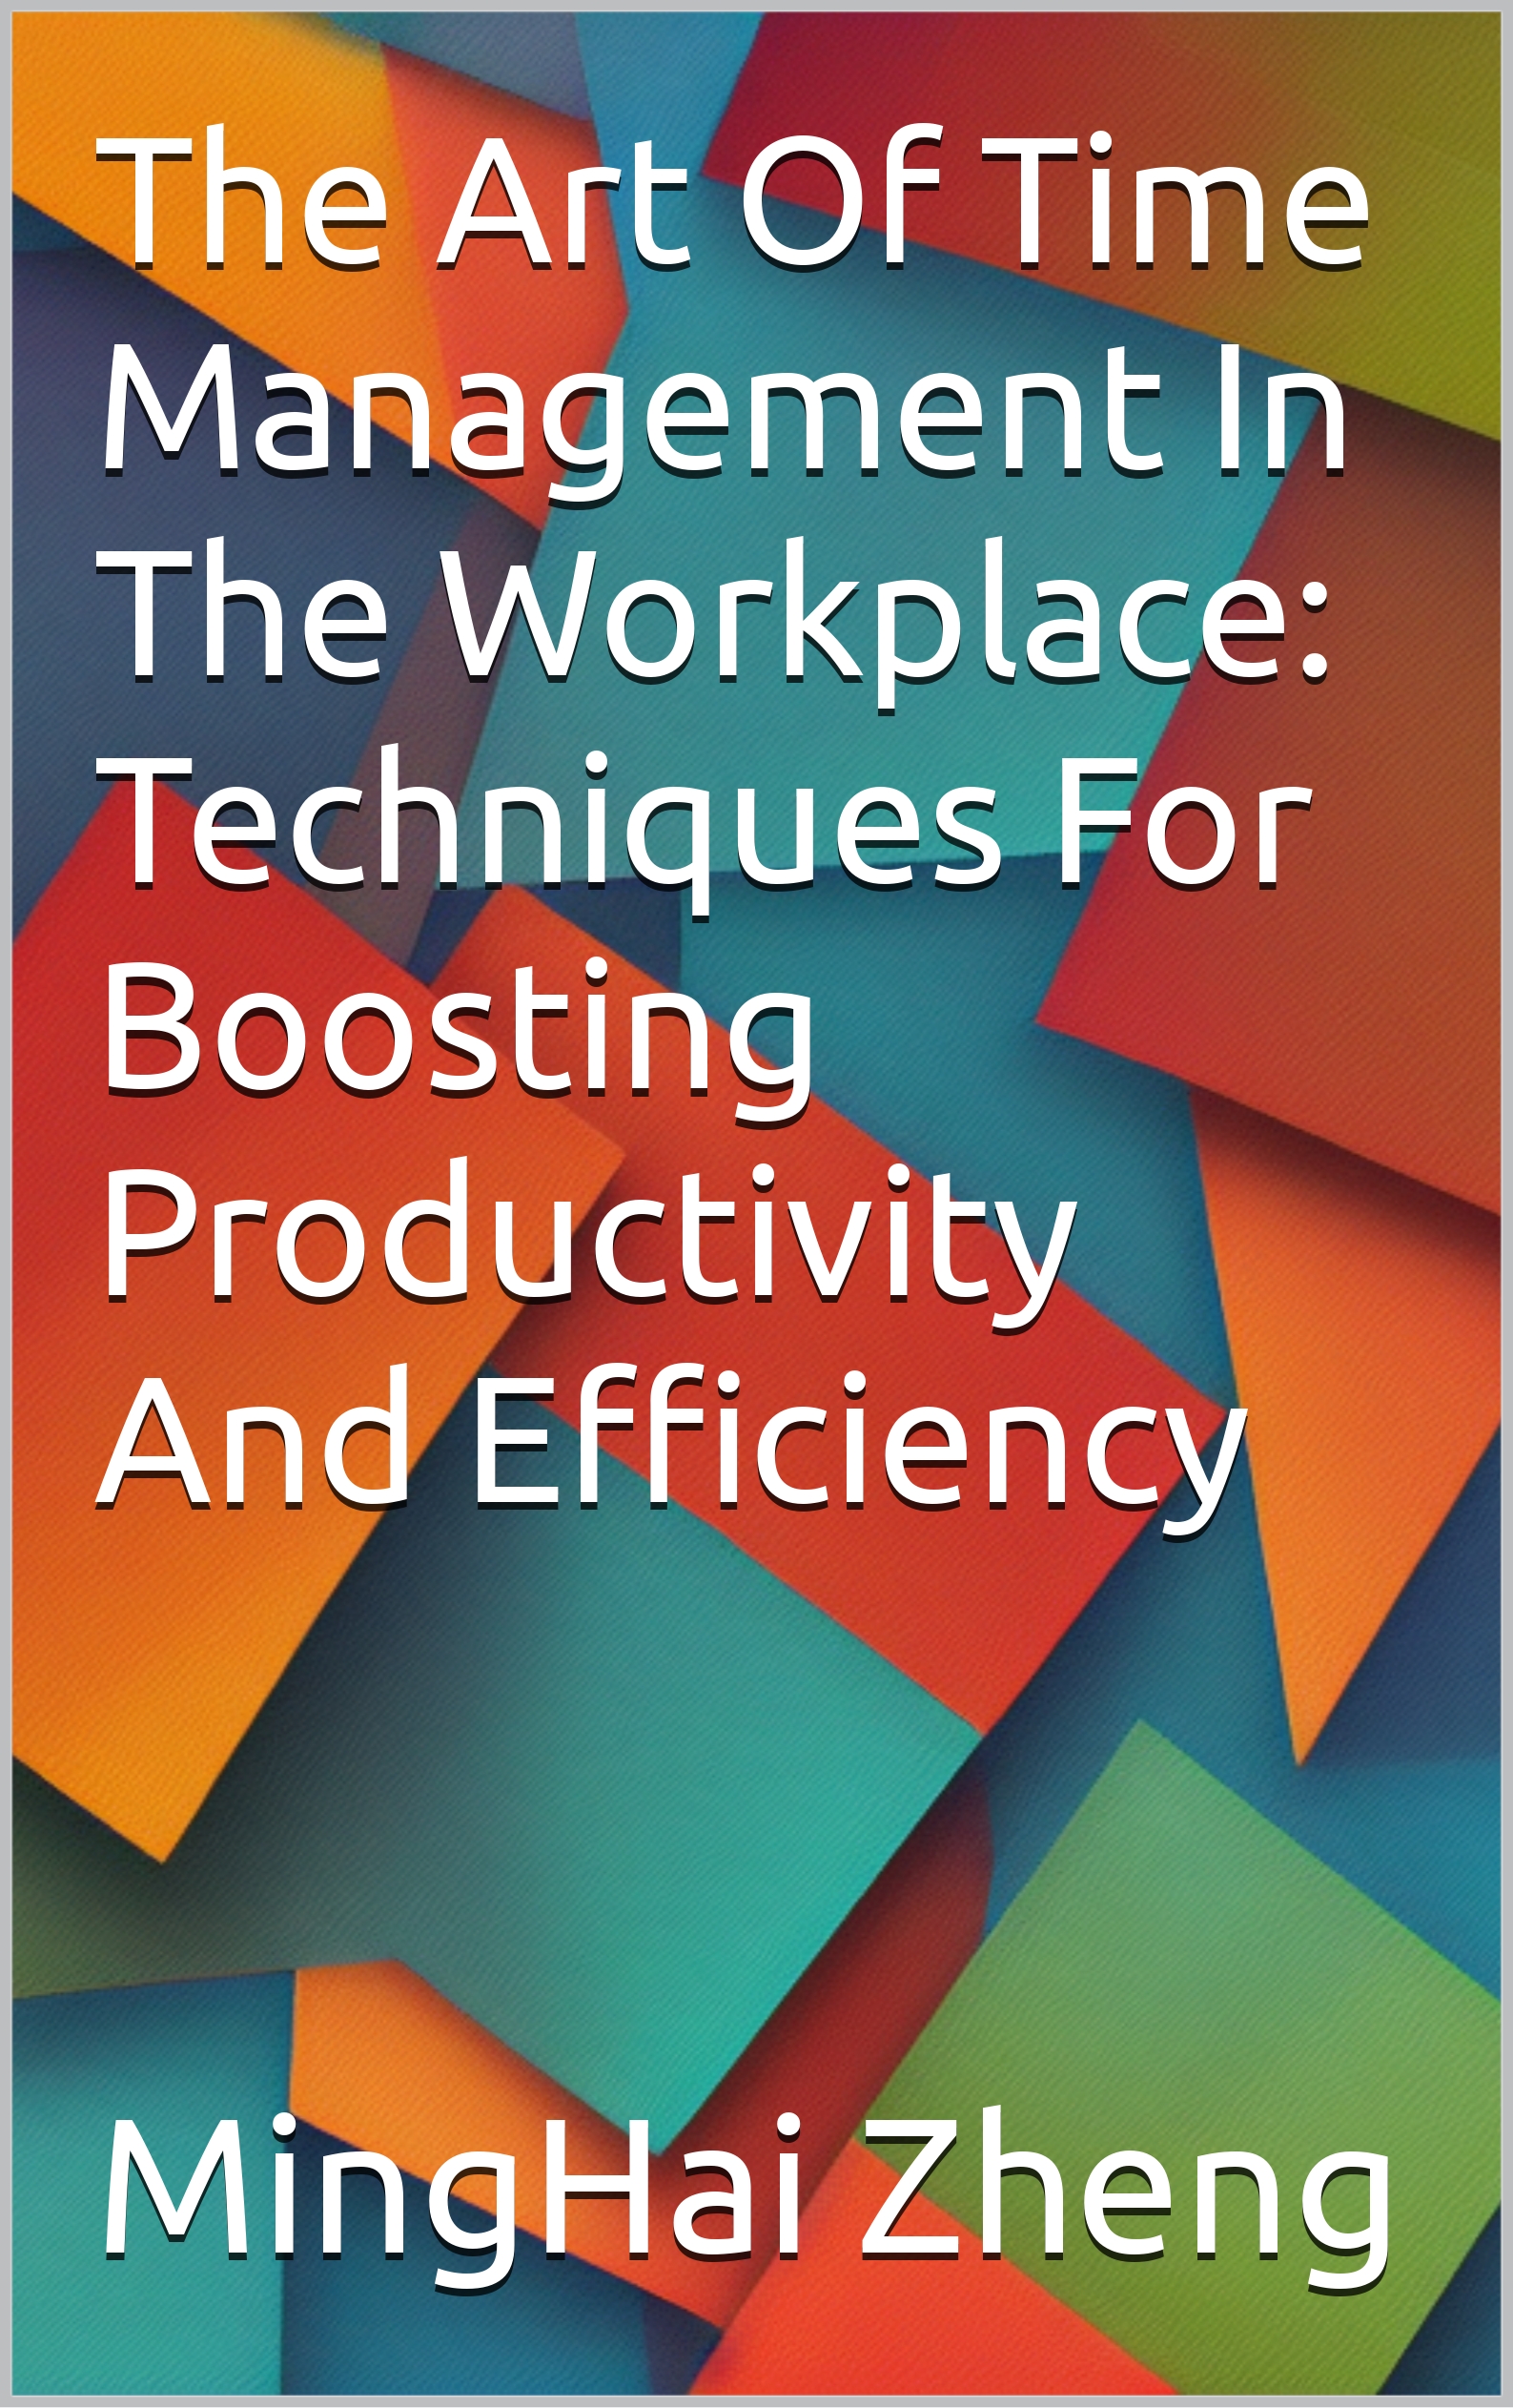 The Art Of Time
Management In
The Workplace:
Techniques For
Boosting
Productivity
And Efficiency
MingHai Zheng